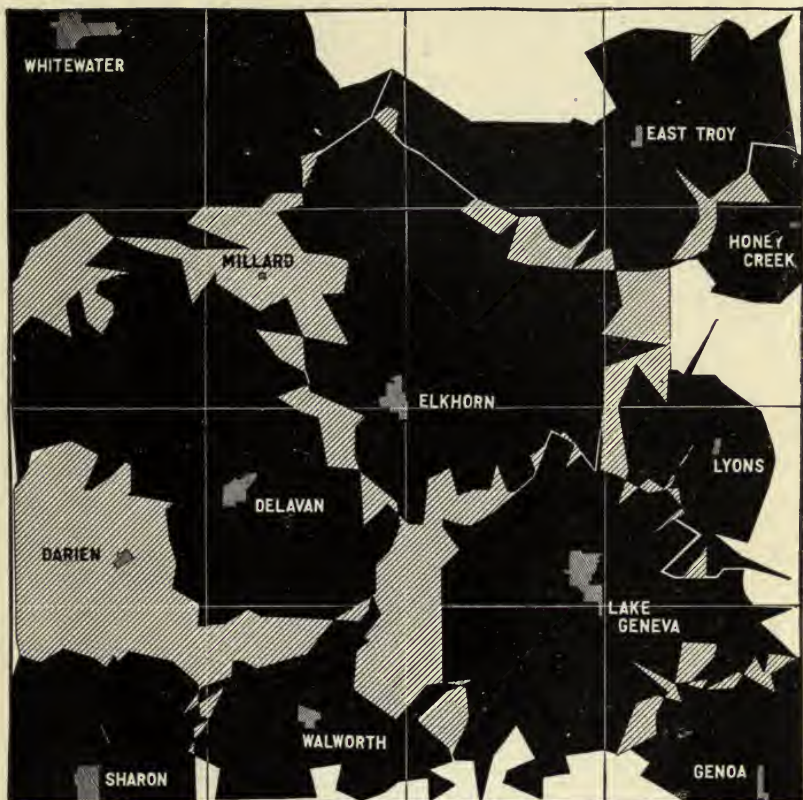 WHITEWATER
EAST TROY
HONEY
CREEK
MILLARD
ELKHORN
LYONS
DELAVAN
DARIEN
LAKE
GENEVA
WALWORTH
SHARON
GENOA